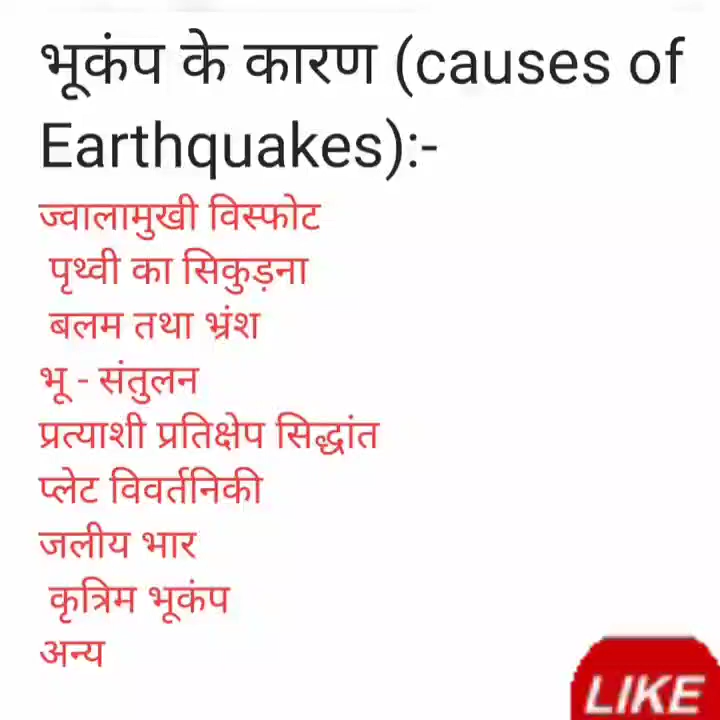 भूकंप के कारण (causes of
Earthquakes):-
ज्वालामुखी विस्फोट
पृथ्वी का सिकुड़ना
बलम तथा भ्रंश
भू - संतुलन
प्रत्याशी प्रतिक्षेप सिद्धांत
प्लेट विवर्तनिकी
जलीय भार
कृत्रिम भूकंप
अन्य
LIKE